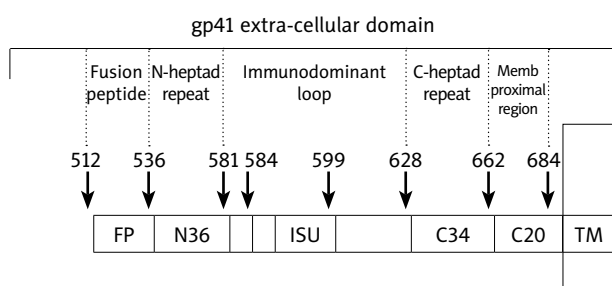 gp41 extra-cellular domain
Fusion peptide
N-heptad repeat
Immunodominant loop
C-heptad repeat
Memb proximal region
512 536 581 584 599 628 662 684
FP N36 ISU C34 C20 TM